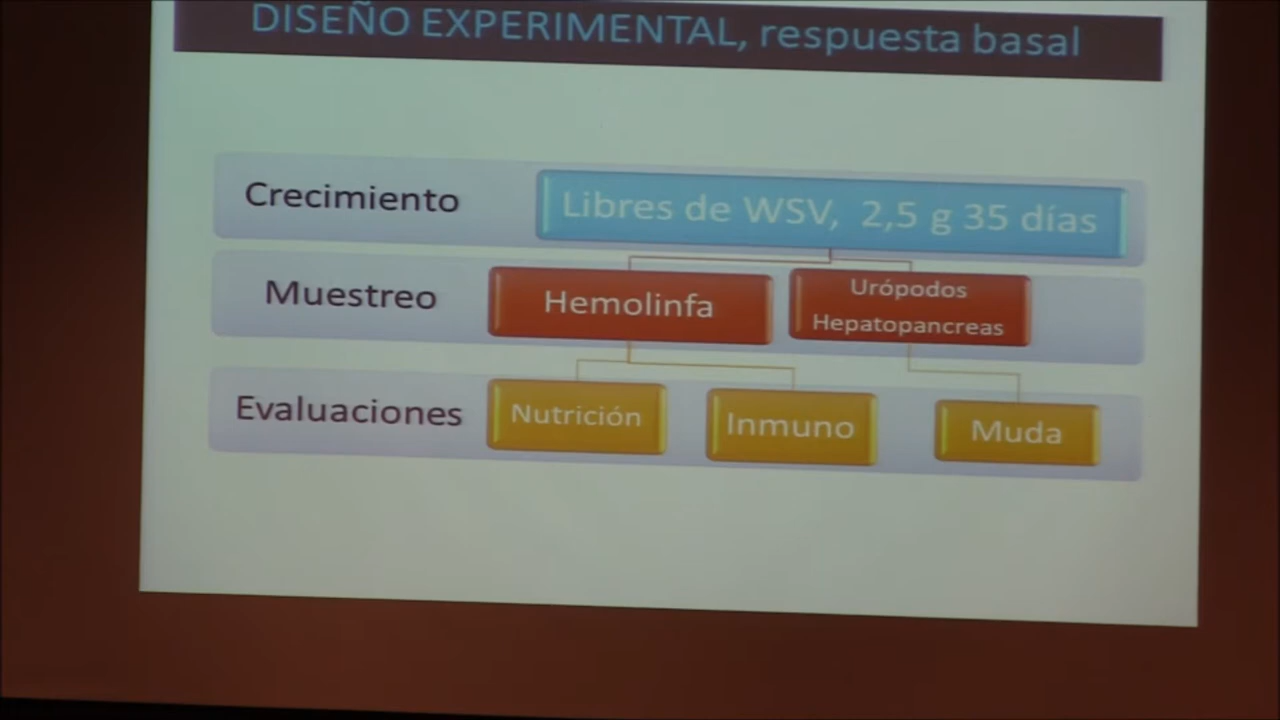 DISEÑO EXPERIMENTAL, respuesta basal
Crecimiento
Libres de WSV, 2,5 g 35 días
Muestreo
Hemolinfa
Urópodos
Hepatopancreas
Evaluaciones
Nutrición
Inmuno
Muda